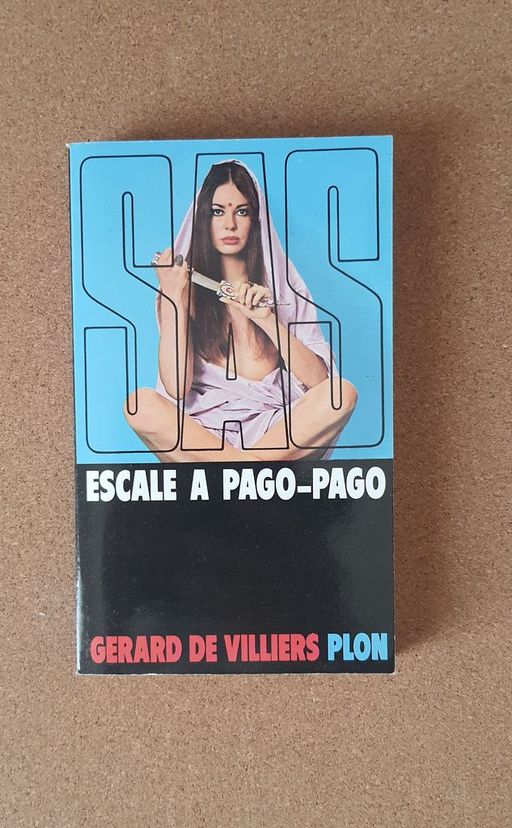 SAS
ESCALE A PAGO-PAGO
GERARD DE VILLIERS PLON